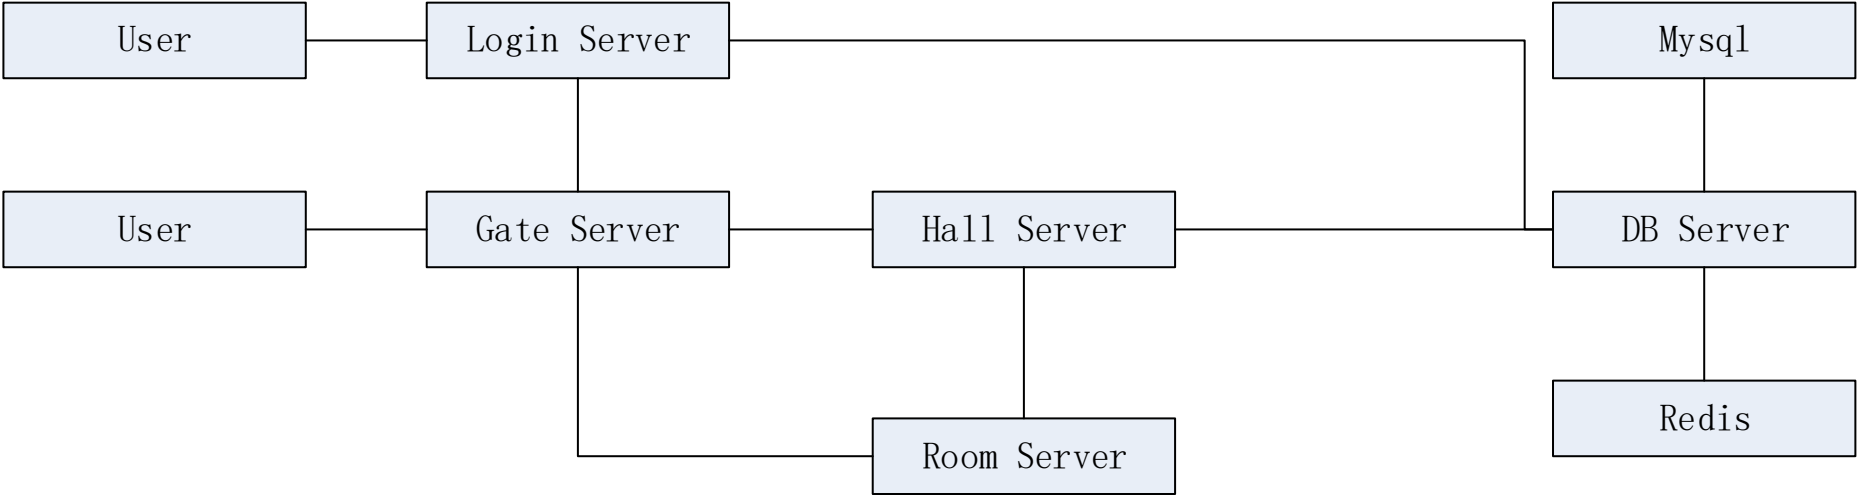 User
Login Server
Mysql
User
Gate Server
Hall Server
DB Server
Redis
Room Server